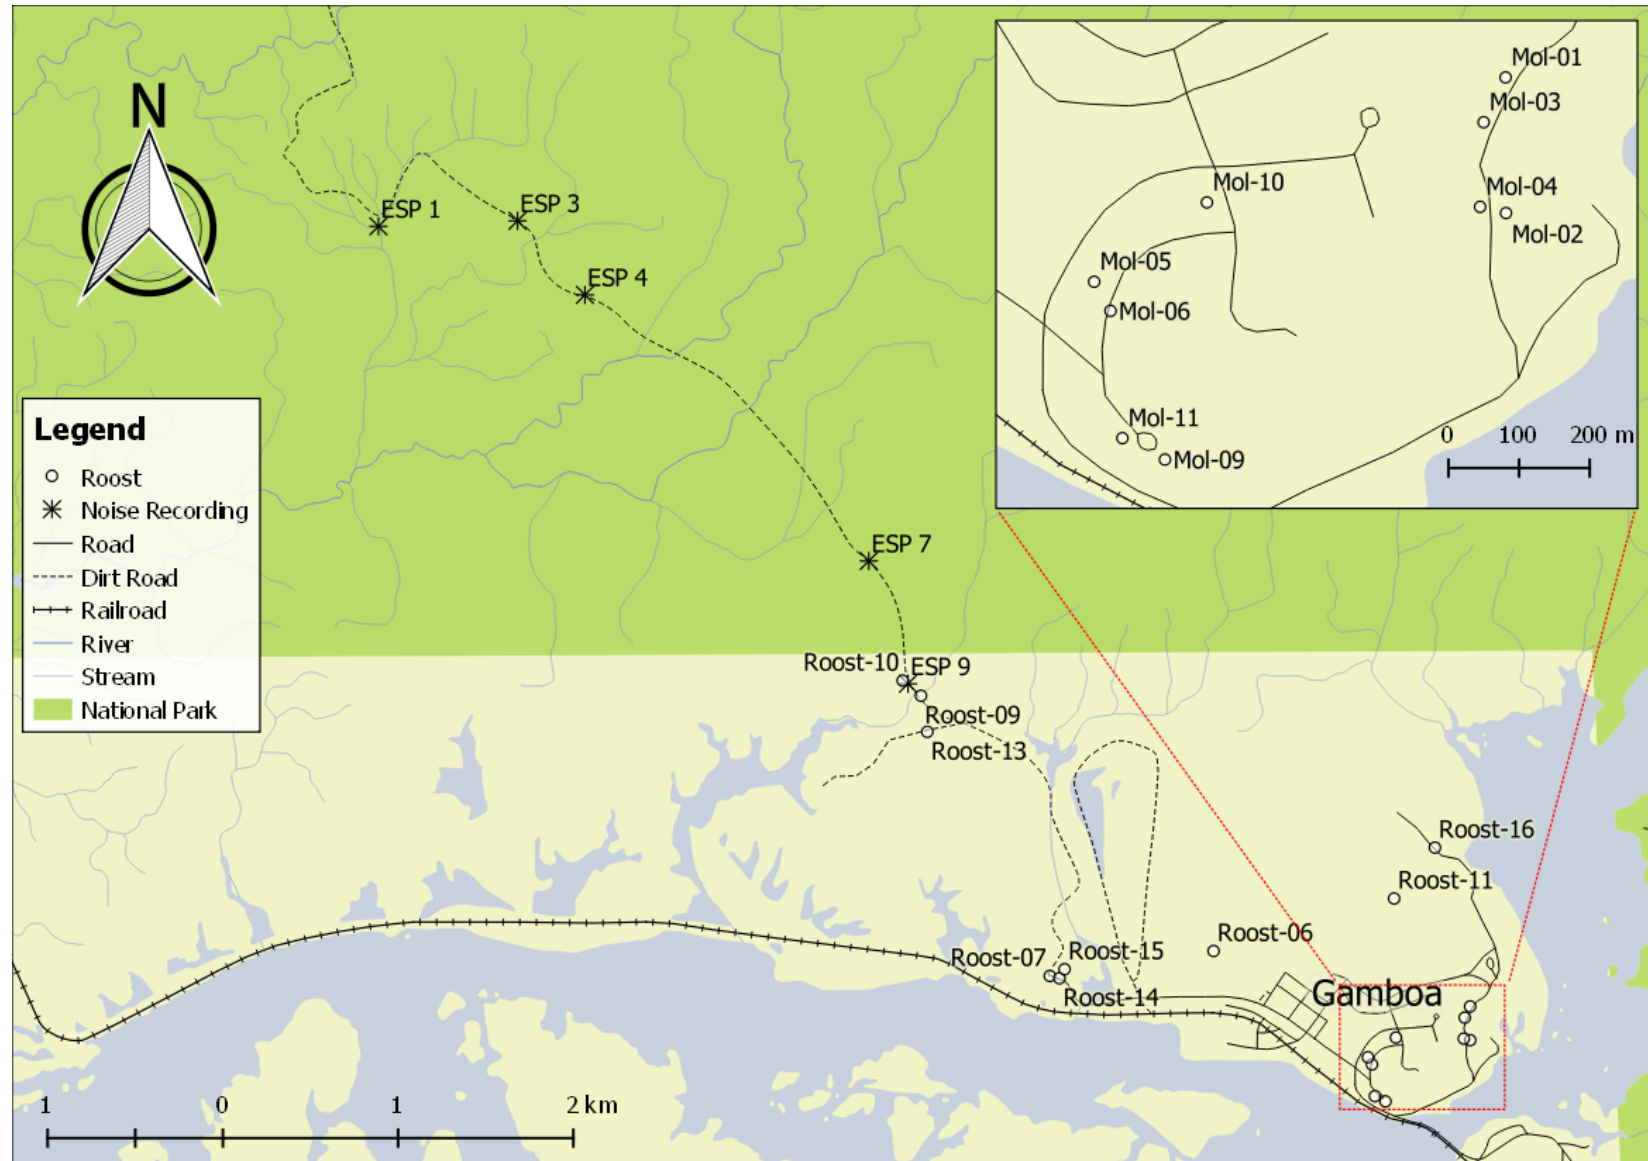 N
Mol-01
Mol-03
Mol-10
Mol-04
Mol-02
Mol-05
Mol-06
Mol-11
Mol-09
0 100 200 m
ESP 1
ESP 3
ESP 4
ESP 7
Legend
Roost
Noise Recording
Road
Dirt Road
Railroad
River
Stream
National Park
Roost-10
ESP 9
Roost-09
Roost-13
Roost-16
Roost-11
Roost-06
Roost-07
Roost-15
Roost-14
Gamboa
1 0 1 2 km